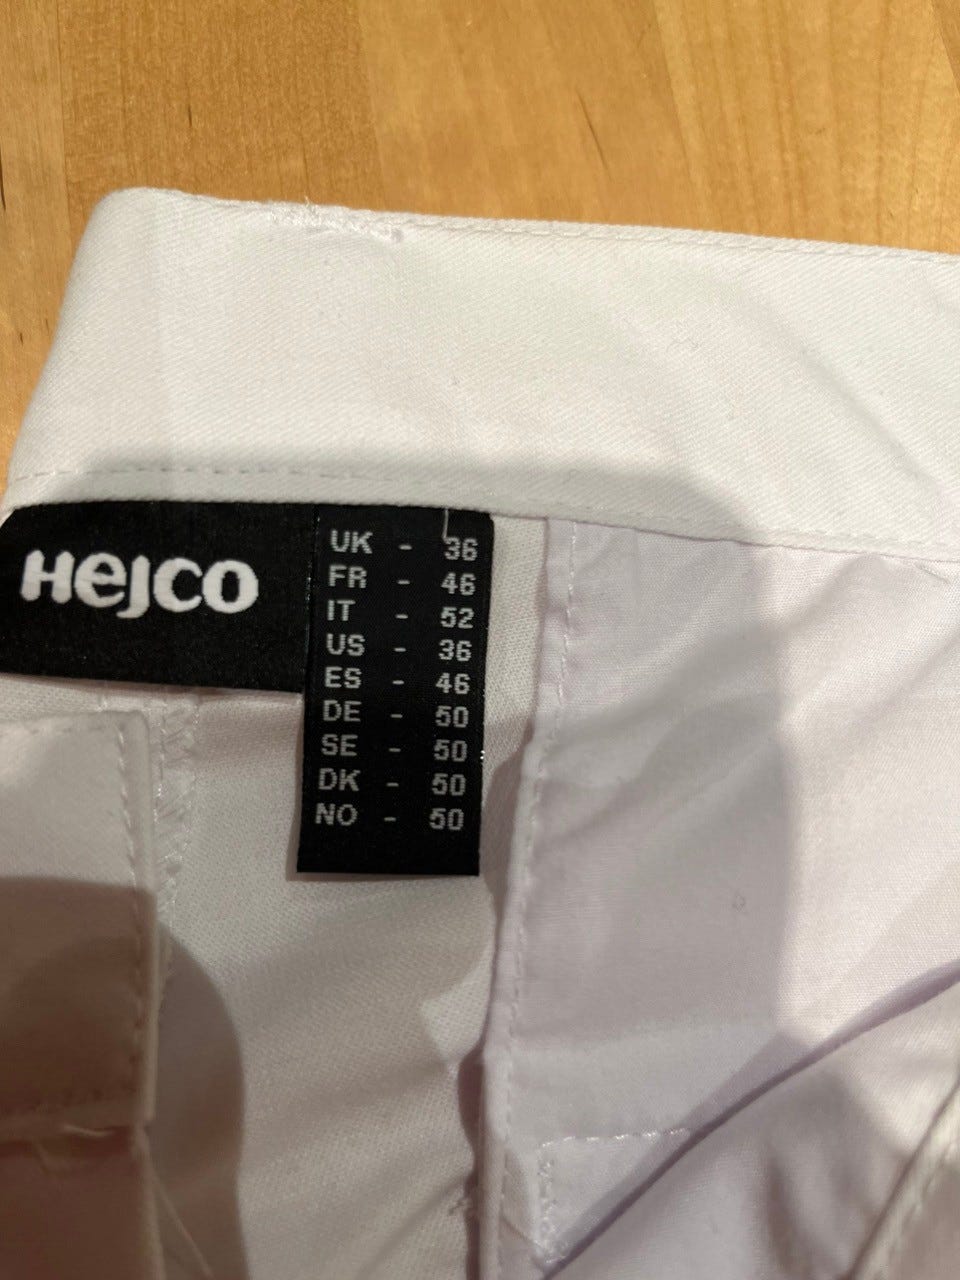 HEJCO
UK - 36
FR - 46
IT - 52
US - 36
ES - 46
DE - 50
SE - 50
DK - 50
NO - 50